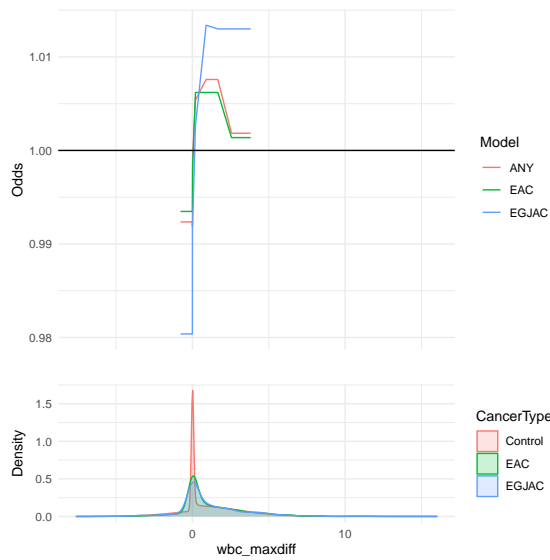 1.01
1.00
0.99
0.98
Odds
Model
ANY
EAC
EGJAC
1.5
1.0
0.5
0.0
Density
0
10
wbc_maxdiff
CancerType
Control
EAC
EGJAC